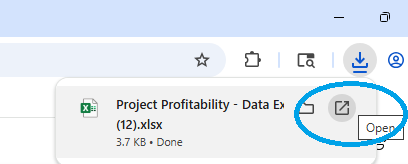 Project Profitability - Data Ex
(12).xlsx
3.7 KB • Done
Open